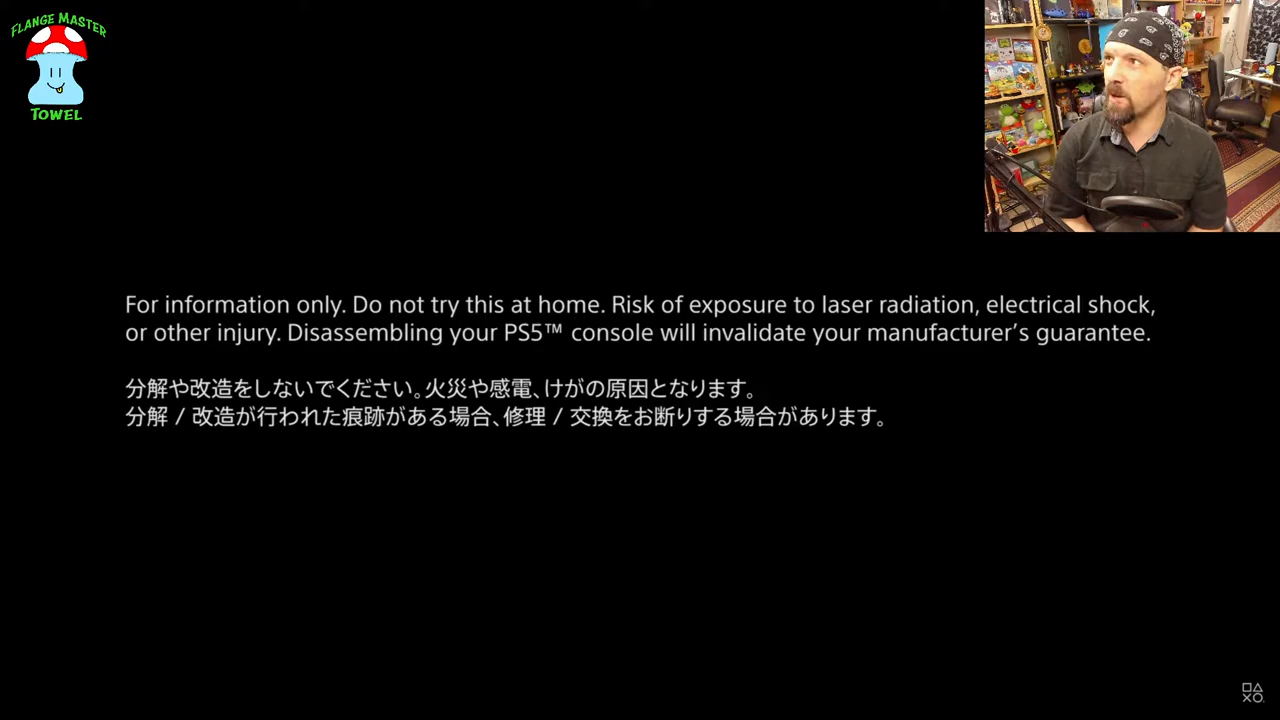 FLANGE MASTER
TOWEL
For information only. Do not try this at home. Risk of exposure to laser radiation, electrical shock,
or other injury. Disassembling your PS5™ console will invalidate your manufacturer’s guarantee.
分解や改造をしないでください。火災や感電、けがの原因となります。
分解 / 改造が行われた痕跡がある場合、修理 / 交換をお断りする場合があります。